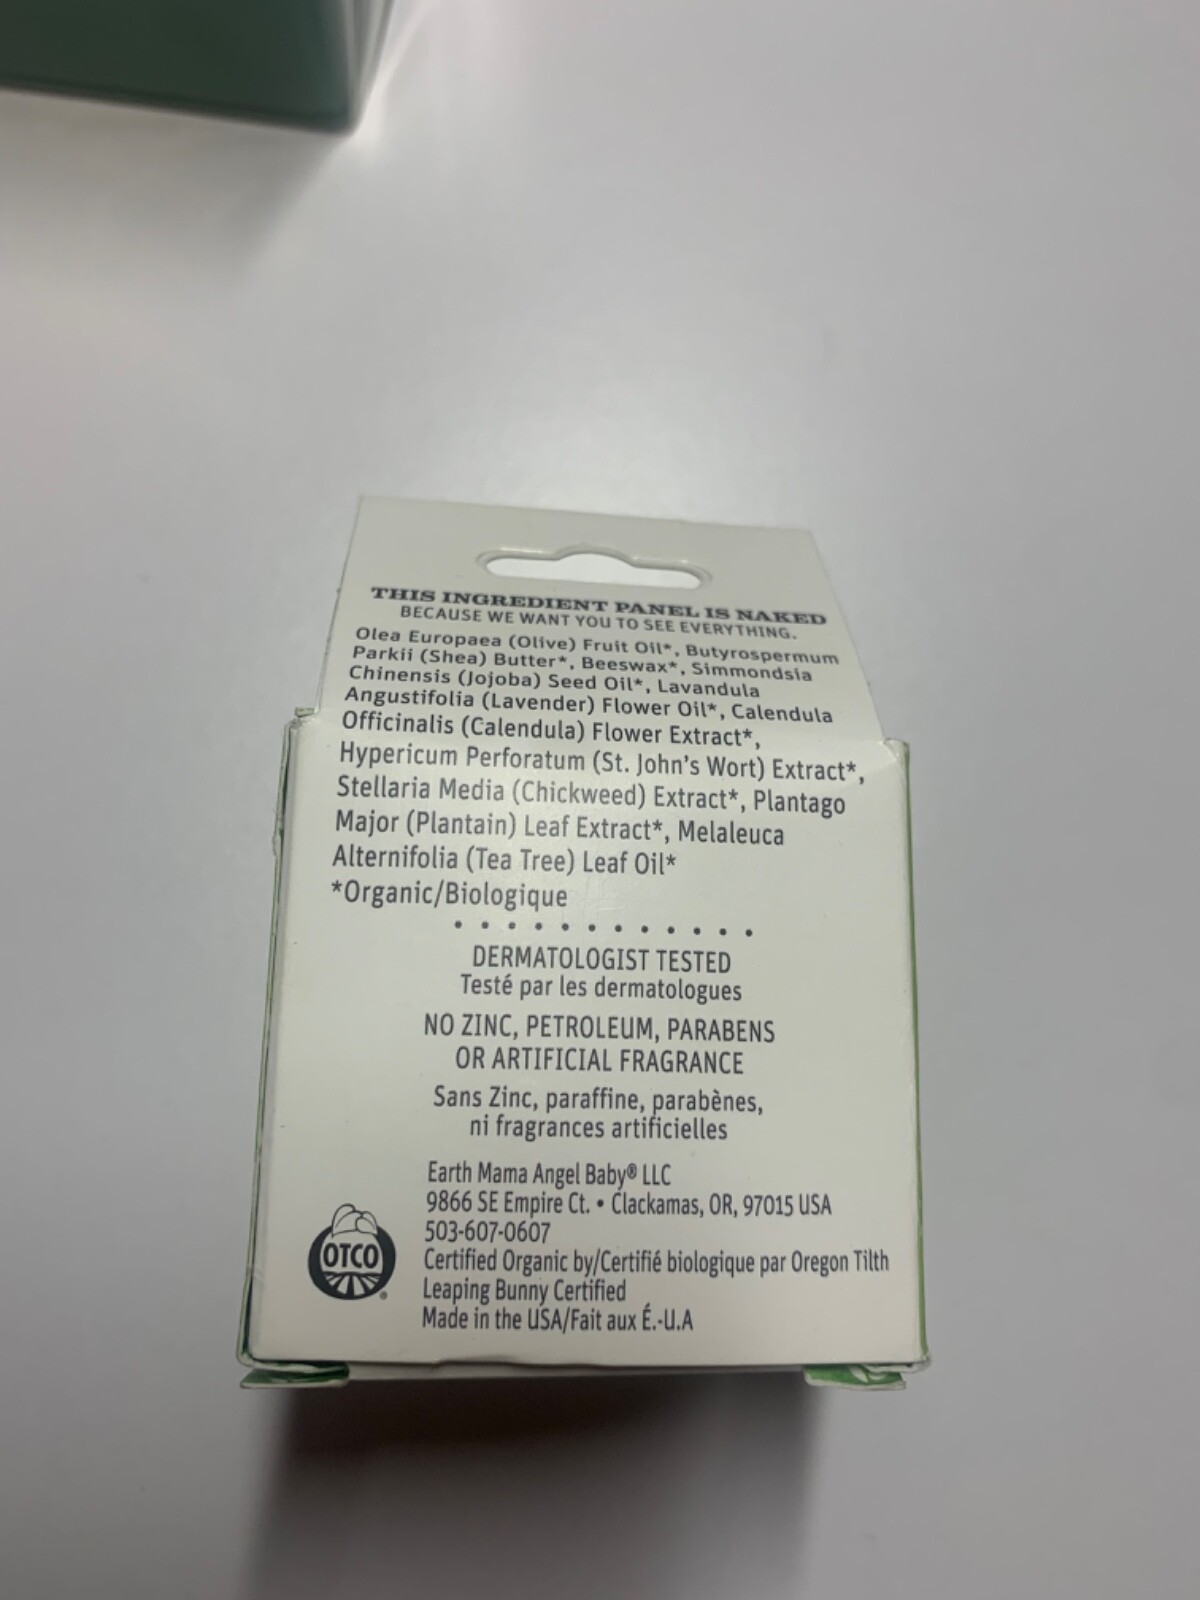 THIS INGREDIENT PANEL IS NAKED
BECAUSE WE WANT YOU TO SEE EVERYTHING.
Olea Europaea (Olive) Fruit Oil*, Butyrospermum
Parkii (Shea) Butter*, Beeswax*, Simmondsia
Chinensis (Jojoba) Seed Oil*, Lavandula
Angustifolia (Lavender) Flower Oil*, Calendula
Officinalis (Calendula) Flower Extract*,
Hypericum Perforatum (St. John's Wort) Extract*,
Stellaria Media (Chickweed) Extract*, Plantago
Major (Plantain) Leaf Extract*, Melaleuca
Alternifolia (Tea Tree) Leaf Oil*
*Organic/Biologique
DERMATOLOGIST TESTED
Testé par les dermatologues
NO ZINC, PETROLEUM, PARABENS
OR ARTIFICIAL FRAGRANCE
Sans Zinc, paraffine, parabènes,
ni fragrances artificielles
Earth Mama Angel Baby® LLC
9866 SE Empire Ct. • Clackamas, OR, 97015 USA
503-607-0607
Certified Organic by/Certifié biologique par Oregon Tilth
Leaping Bunny Certified
Made in the USA/Fait aux É.-U.A
OTCO®